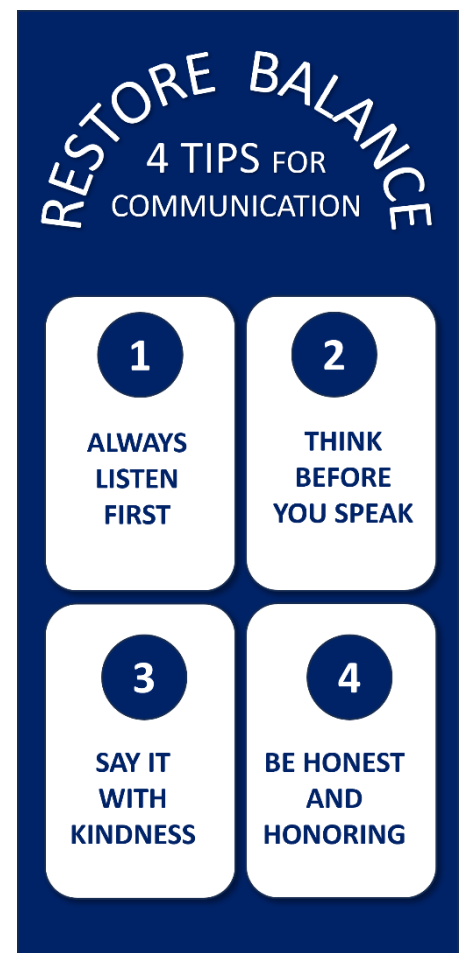 RESTORE BALANCE
4 TIPS FOR
COMMUNICATION
1
ALWAYS
LISTEN
FIRST
2
THINK
BEFORE
YOU SPEAK
3
SAY IT
WITH
KINDNESS
4
BE HONEST
AND
HONORING